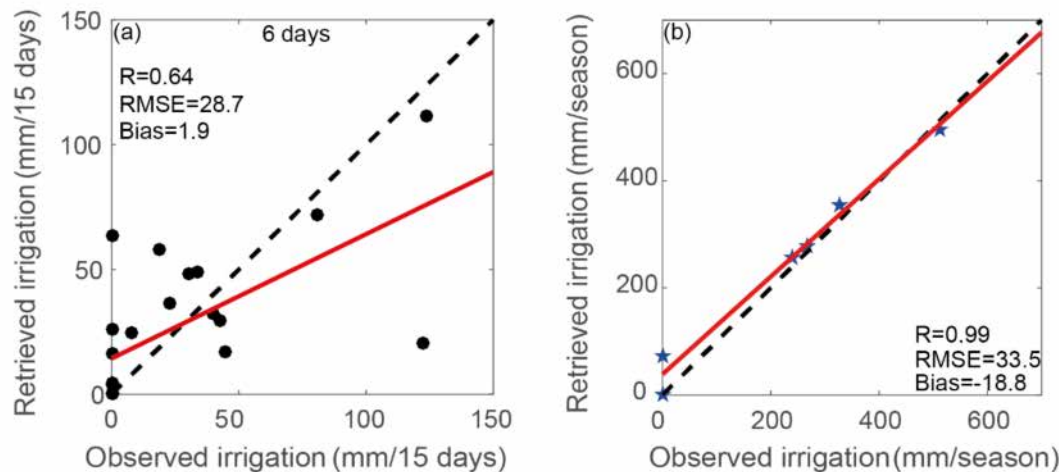 (a)
6 days
R=0.64
RMSE=28.7
Bias=1.9
150
100
50
0
0
50
100
150
Retrieved irrigation (mm/15 days)
Observed irrigation (mm/15 days)
(b)
600
400
200
0
0
200
400
600
R=0.99
RMSE=33.5
Bias=-18.8
Retrieved irrigation (mm/season)
Observed irrigation (mm/season)